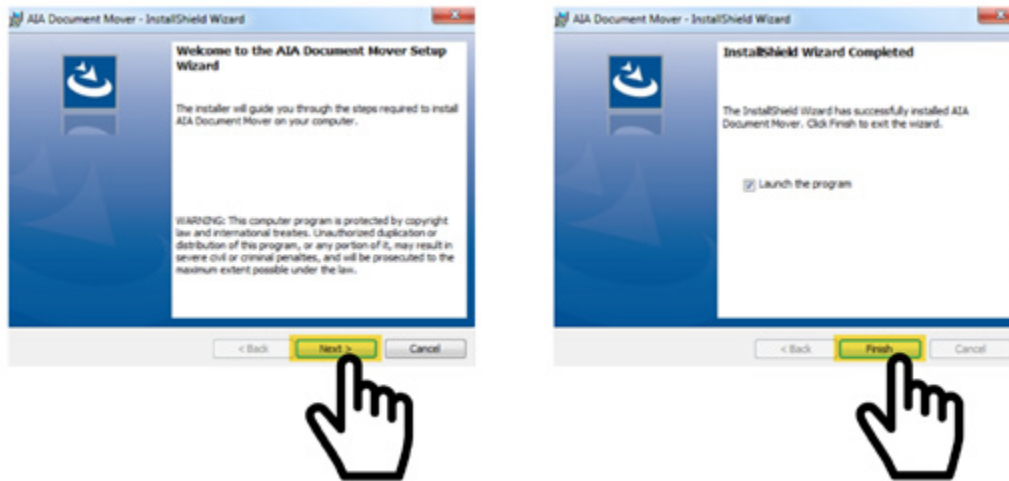 AIA Document Mover - InstallShield Wizard
Welcome to the AIA Document Mover Setup
Wizard
The installer will guide you through the steps required to install
AIA Document Mover on your computer.
WARNING: This computer program is protected by copyright
law and international treaties. Unauthorized duplication or
distribution of this program, or any portion of it, may result in
severe civil or criminal penalties, and will be prosecuted to the
maximum extent possible under the law.
< Back
Next >
Cancel
AIA Document Mover - InstallShield Wizard
InstallShield Wizard Completed
The InstallShield Wizard has successfully installed AIA
Document Mover. Click Finish to exit the wizard.
Launch the program
< Back
Finish
Cancel